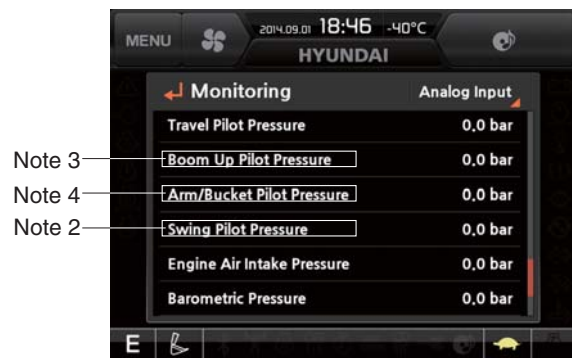 MENU
2014.09.01 18:46 -40°C
HYUNDAI
Monitoring Analog Input
Travel Pilot Pressure 0.0 bar
Note 3 Boom Up Pilot Pressure 0.0 bar
Note 4 Arm/Bucket Pilot Pressure 0.0 bar
Note 2 Swing Pilot Pressure 0.0 bar
Engine Air Intake Pressure 0.0 bar
Barometric Pressure 0.0 bar
E